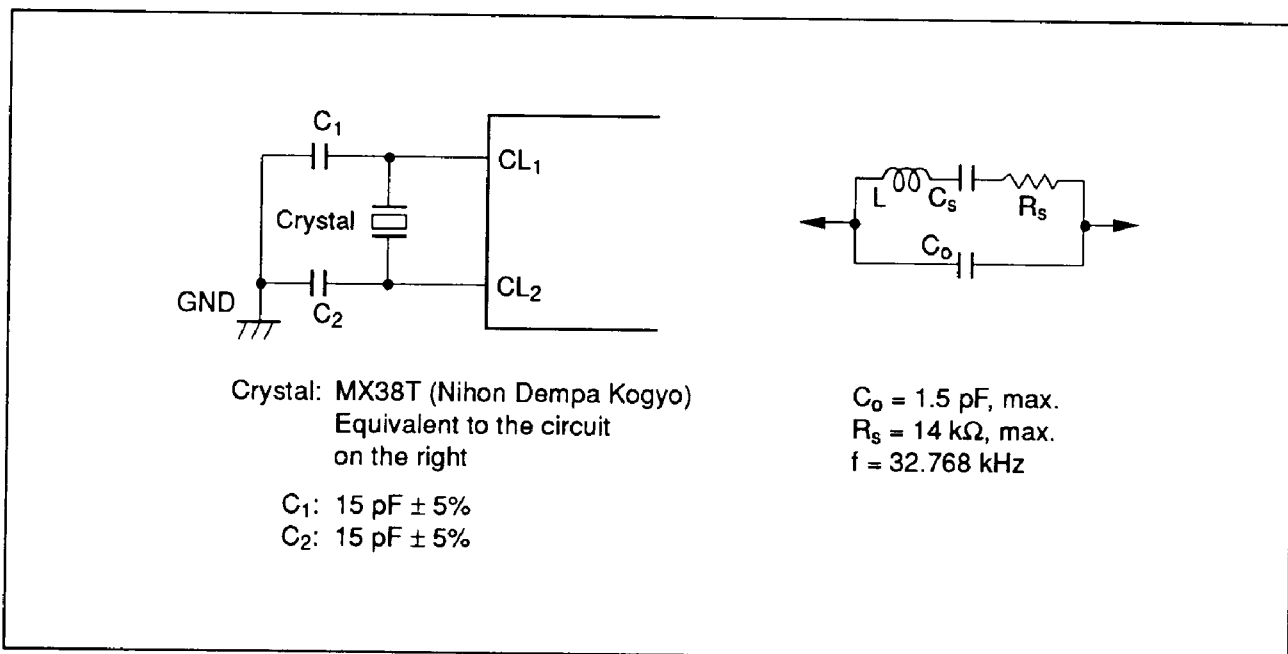 C₁
CL₁
Crystal
CL₂
GND
C₂
L
Cₛ
Rₛ
Cₒ
Crystal: MX38T (Nihon Dempa Kogyo)
Equivalent to the circuit
on the right
C₁: 15 pF ± 5%
C₂: 15 pF ± 5%
Cₒ = 1.5 pF, max.
Rₛ = 14 kΩ, max.
f = 32.768 kHz